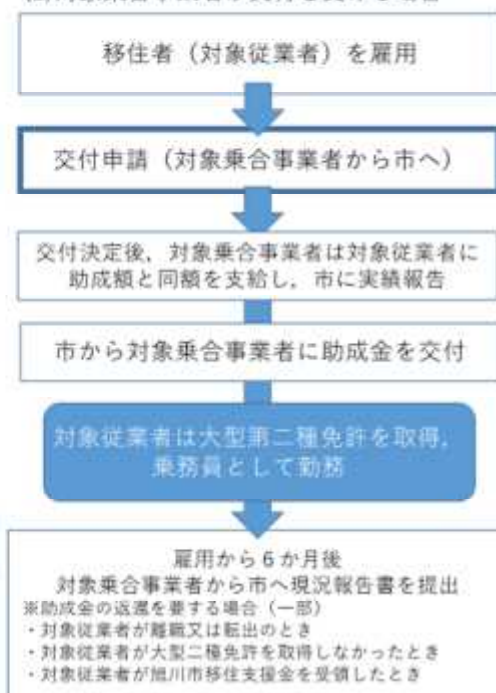 移住者（対象従業者）を雇用
交付申請（対象乗合事業者から市へ）
交付決定後，対象乗合事業者は対象従業者に
助成額と同額を支給し，市に実績報告
市から対象乗合事業者に助成金を交付
対象従業者は大型第二種免許を取得，
乗務員として勤務
雇用から６か月後
対象乗合事業者から市へ現況報告書を提出
※助成金の返還を要する場合（一部）
・対象従業者が離職又は転出のとき
・対象従業者が大型二種免許を取得しなかったとき
・対象従業者が旭川市移住支援金を受領したとき